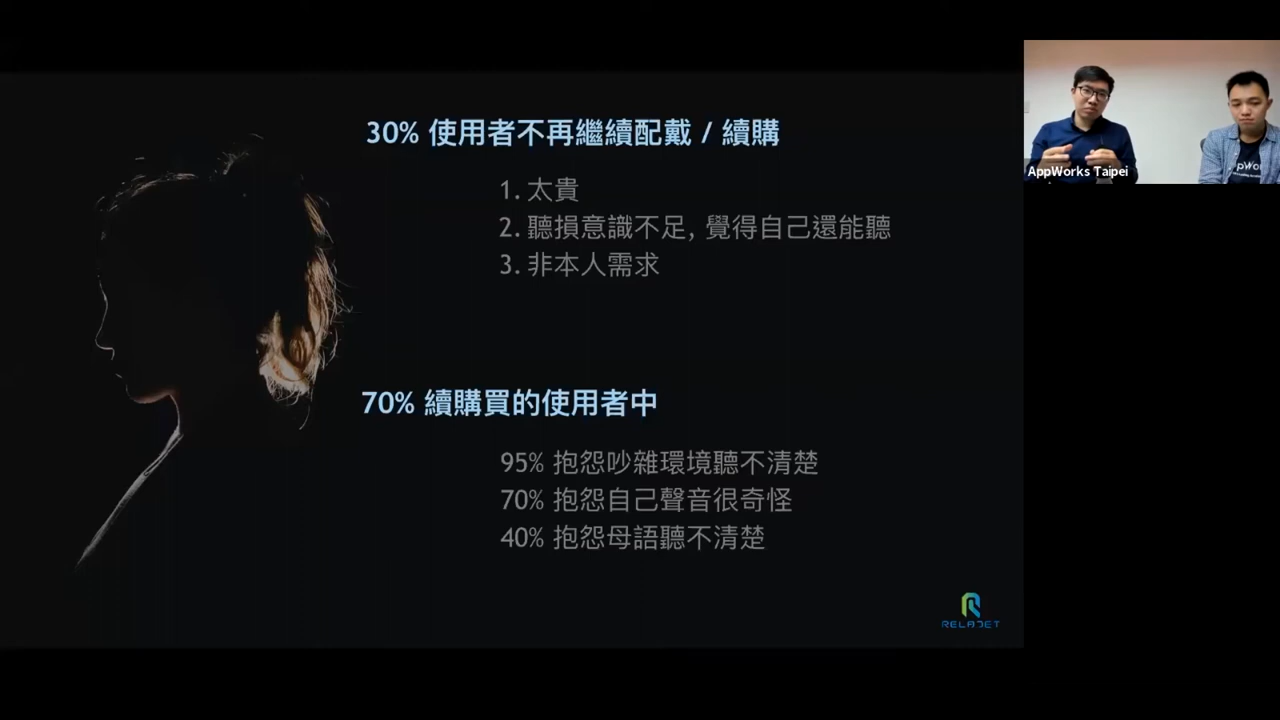 30% 使用者不再繼續配戴 / 續購
1. 太貴
2. 聽損意識不足, 覺得自己還能聽
3. 非本人需求
70% 續購買的使用者中
95% 抱怨吵雜環境聽不清楚
70% 抱怨自己聲音很奇怪
40% 抱怨母語聽不清楚
RELAJET
AppWorks Taipei